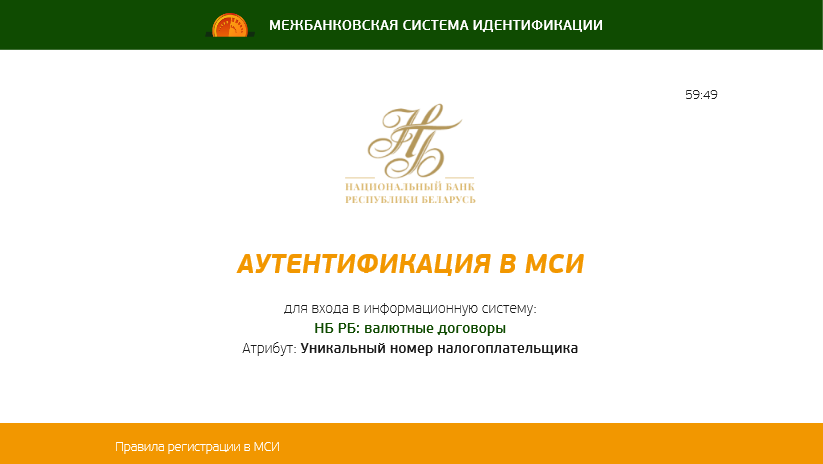 МЕЖБАНКОВСКАЯ СИСТЕМА ИДЕНТИФИКАЦИИ
59:49
НБ
НАЦИОНАЛЬНЫЙ БАНК
РЕСПУБЛИКИ БЕЛАРУСЬ
АУТЕНТИФИКАЦИЯ В МСИ
для входа в информационную систему:
НБ РБ: валютные договоры
Атрибут: Уникальный номер налогоплательщика
Правила регистрации в МСИ